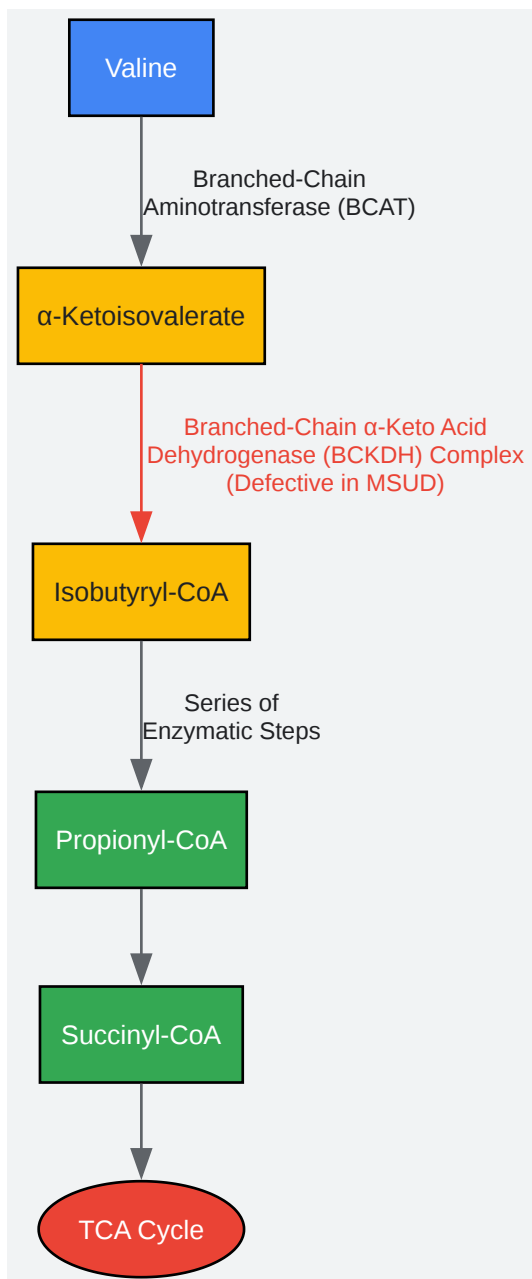 Valine
Branched-Chain
Aminotransferase (BCAT)
α-Ketoisovalerate
Branched-Chain α-Keto Acid
Dehydrogenase (BCKDH) Complex
(Defective in MSUD)
Isobutyryl-CoA
Series of
Enzymatic Steps
Propionyl-CoA
Succinyl-CoA
TCA Cycle